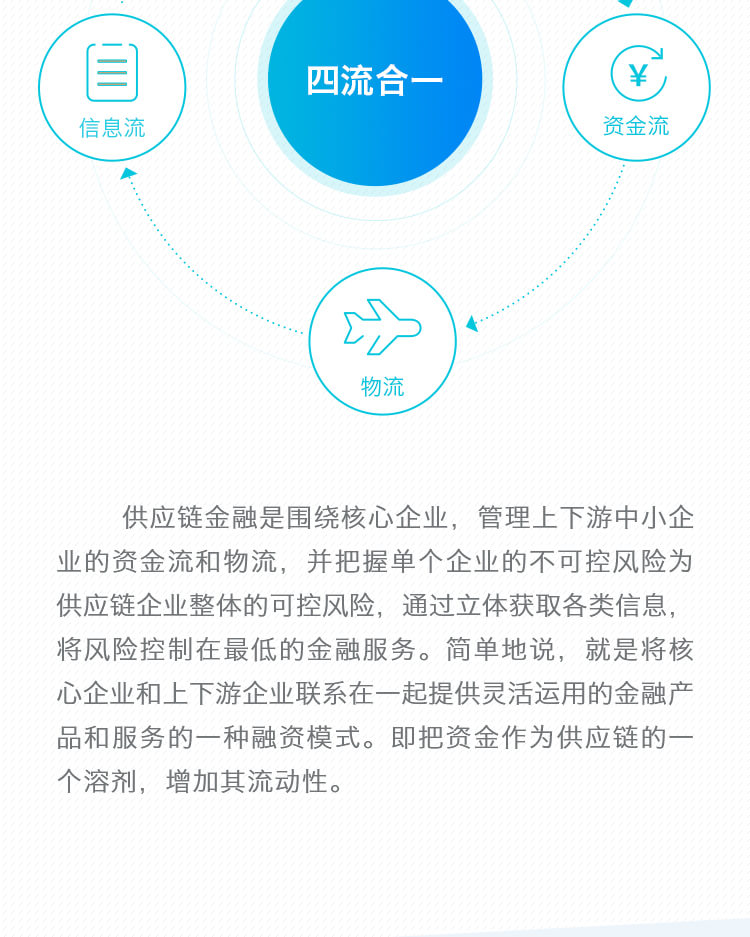 四流合一
信息流
资金流
物流
供应链金融是围绕核心企业，管理上下游中小企
业的资金流和物流，并把握单个企业的不可控风险为
供应链企业整体的可控风险，通过立体获取各类信息，
将风险控制在最低的金融服务。简单地说，就是将核
心企业和上下游企业联系在一起提供灵活运用的金融产
品和服务的一种融资模式。即把资金作为供应链的一
个溶剂，增加其流动性。